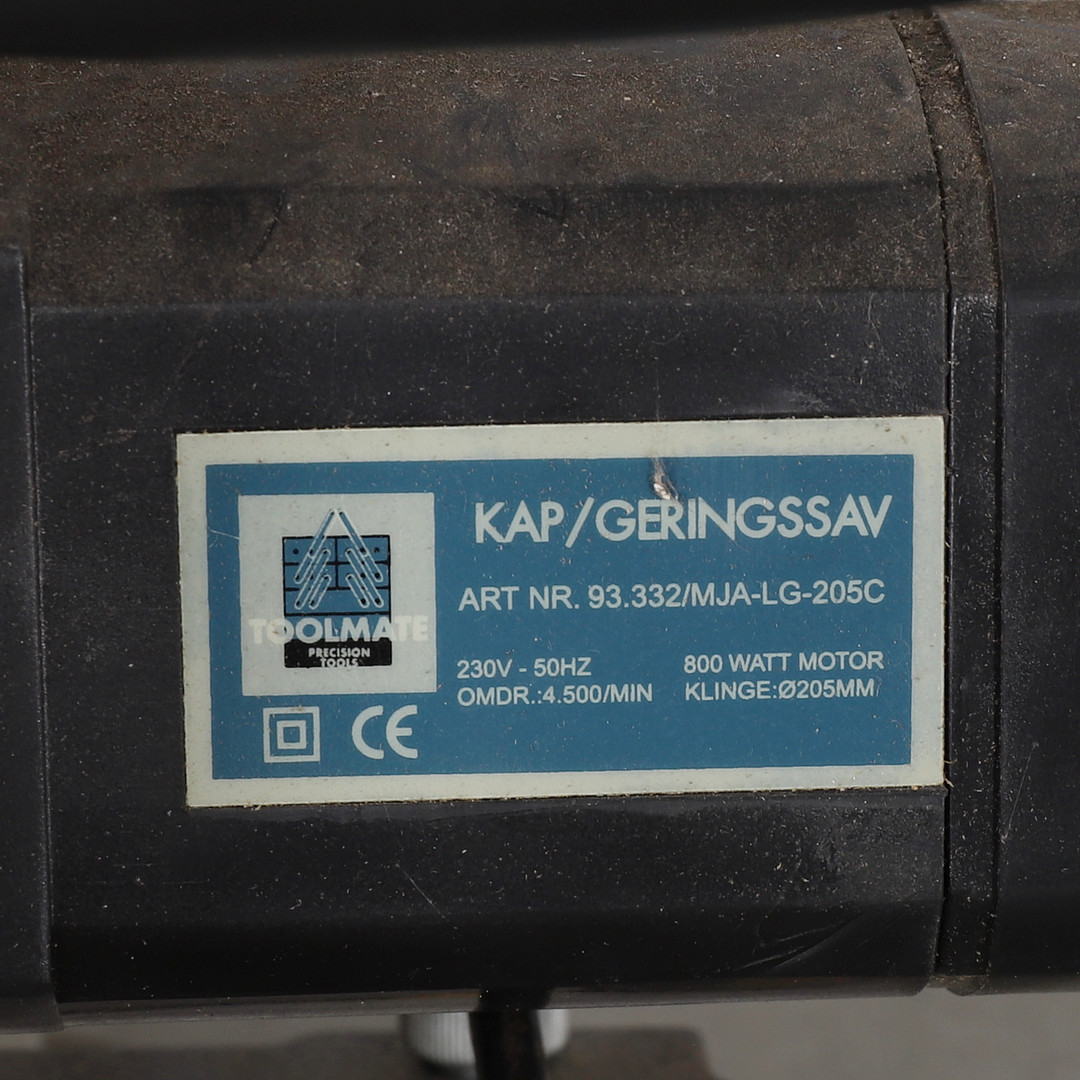 KAP/GERINGSSAV
ART NR. 93.332/MJA-LG-205C
TOOLMATE
PRECISION
TOOLS
230V - 50HZ
800 WATT MOTOR
OMDR.:4.500/MIN
KLINGE:Ø205MM
CE